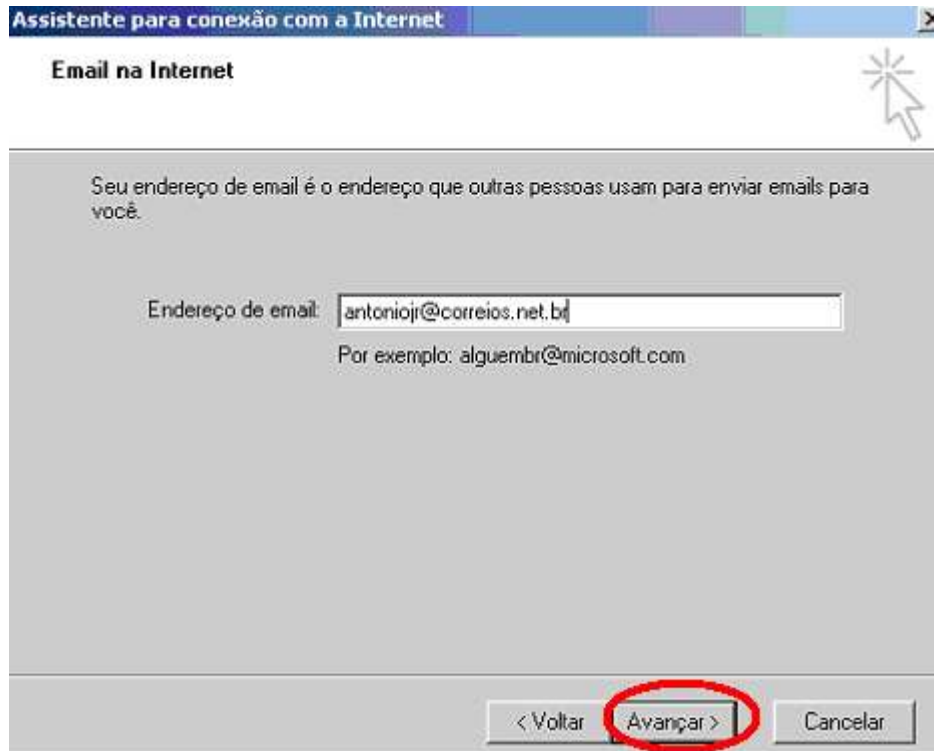 Assistente para conexão com a Internet
Email na Internet
Seu endereço de email é o endereço que outras pessoas usam para enviar emails para
você.
Endereço de email: antoniojr@correios.net.br
Por exemplo: alguembr@microsoft.com
< Voltar Avançar > Cancelar